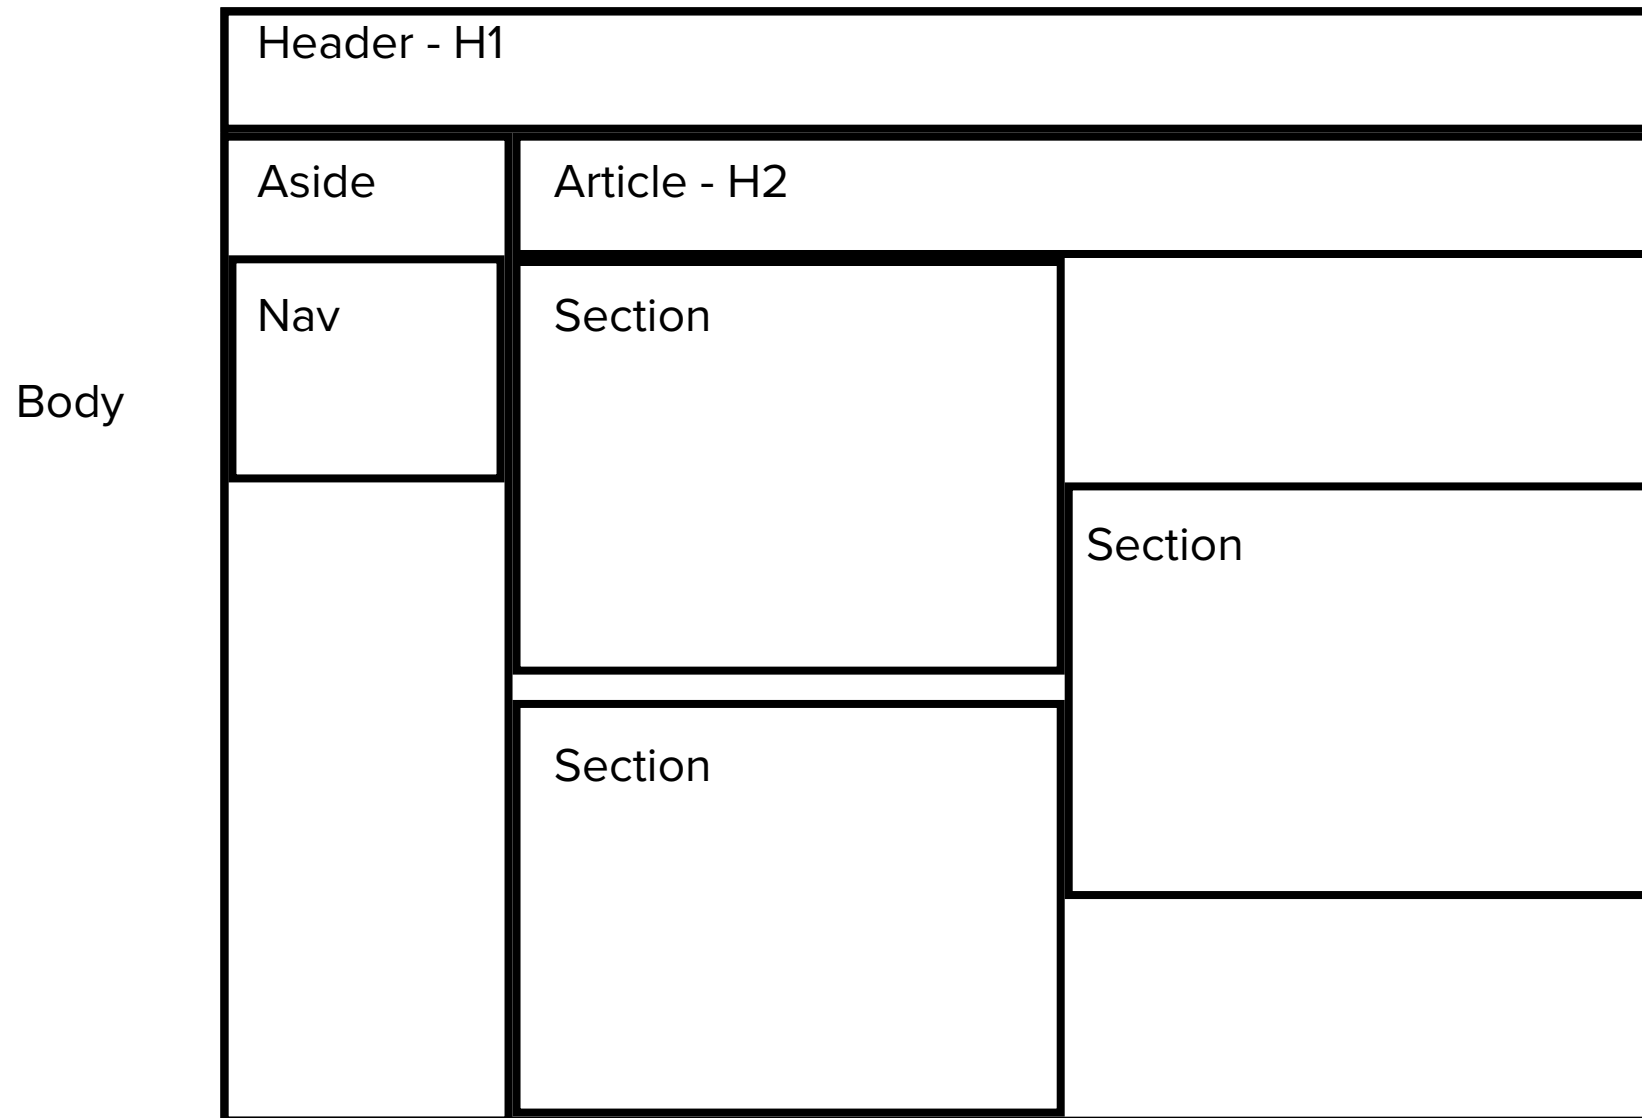 Header - H1
Aside
Article - H2
Nav
Section
Body
Section
Section